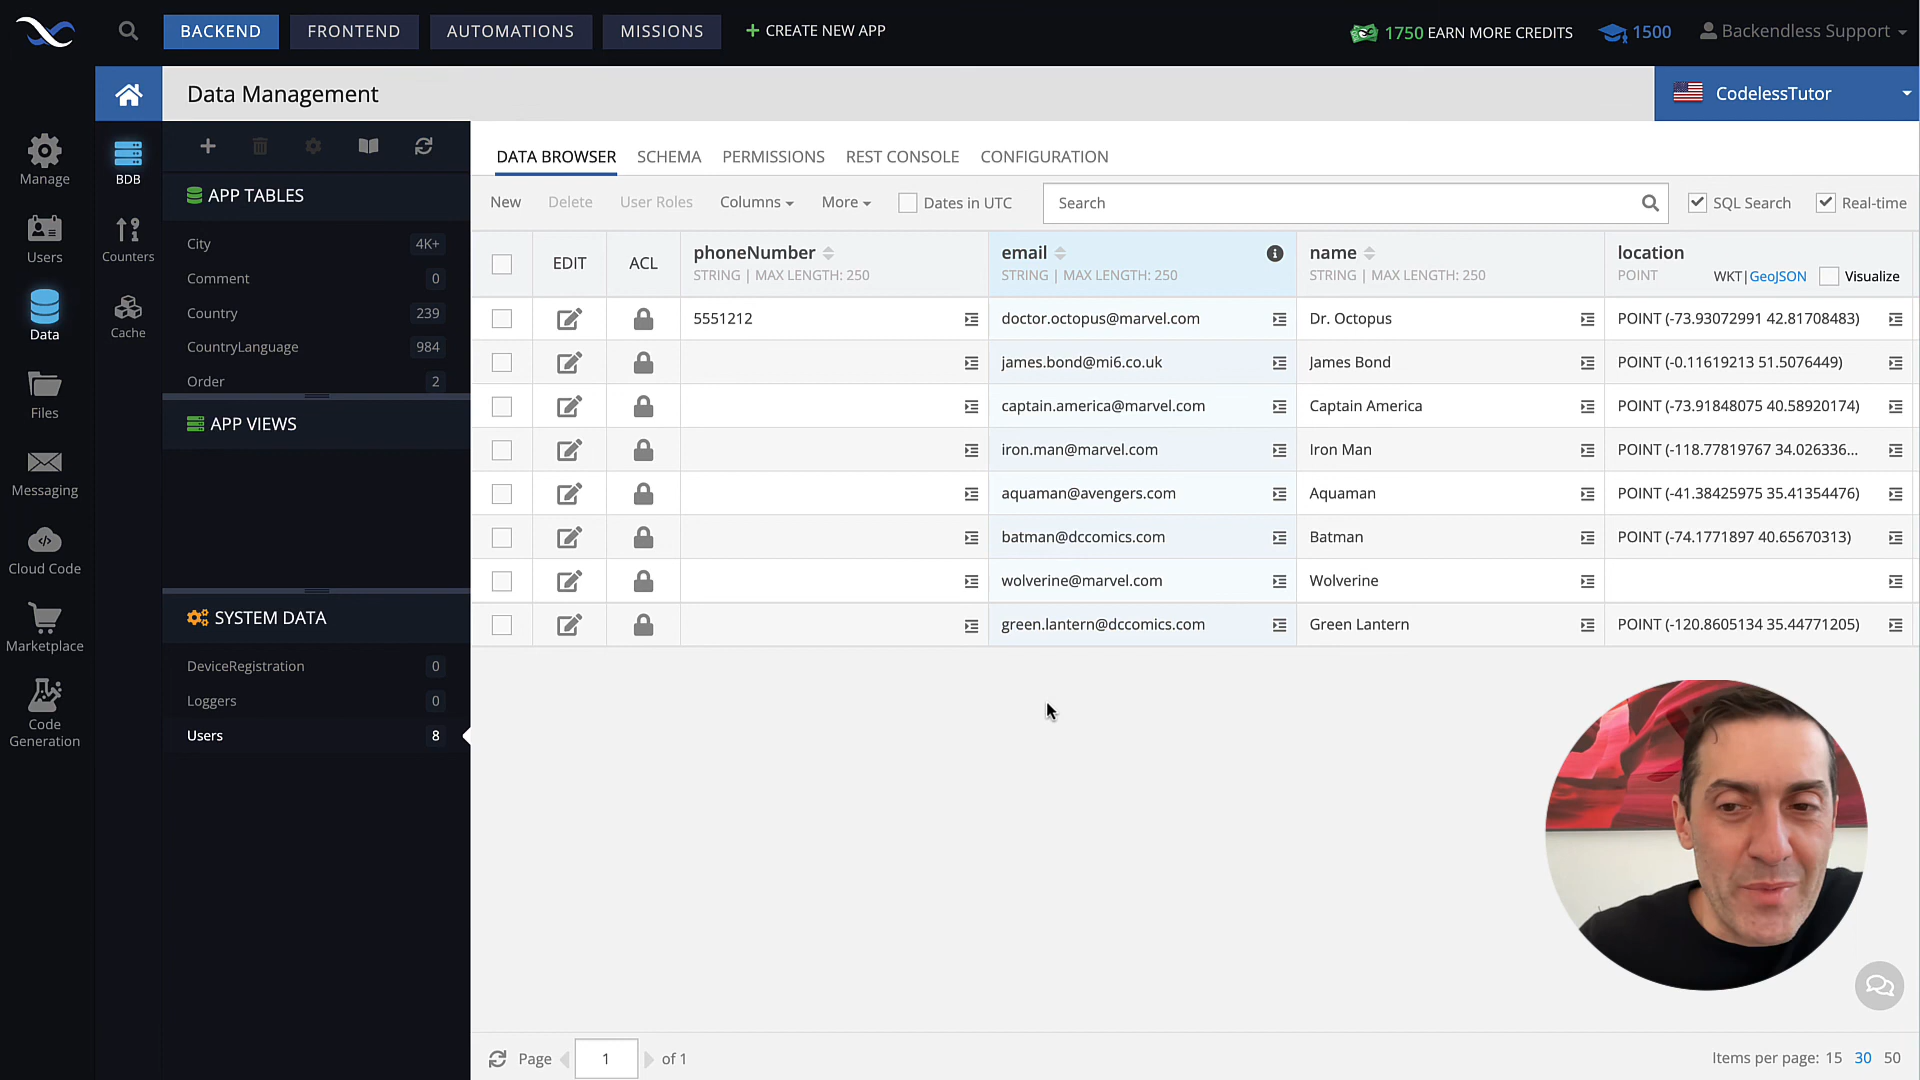 BACKEND FRONTEND AUTOMATIONS MISSIONS + CREATE NEW APP 1750 EARN MORE CREDITS 1500 Backendless Support
Data Management CodelessTutor
Manage
Users
Data
Files
Messaging
Cloud Code
Marketplace
Code
Generation
BDB
Counters
Cache
APP TABLES
City 4K+
Comment 0
Country 239
CountryLanguage 984
Order 2
APP VIEWS
SYSTEM DATA
DeviceRegistration 0
Loggers 0
Users 8
DATA BROWSER SCHEMA PERMISSIONS REST CONSOLE CONFIGURATION
New Delete User Roles Columns More Dates in UTC Search SQL Search Real-time
EDIT ACL phoneNumber email name location
STRING | MAX LENGTH: 250 STRING | MAX LENGTH: 250 STRING | MAX LENGTH: 250 POINT WKT|GeoJSON Visualize
5551212 doctor.octopus@marvel.com Dr. Octopus POINT (-73.93072991 42.81708483)
james.bond@mi6.co.uk James Bond POINT (-0.11619213 51.5076449)
captain.america@marvel.com Captain America POINT (-73.91848075 40.58920174)
iron.man@marvel.com Iron Man POINT (-118.77819767 34.026336...
aquaman@avengers.com Aquaman POINT (-41.38425975 35.41354476)
batman@dccomics.com Batman POINT (-74.1771897 40.65670313)
wolverine@marvel.com Wolverine
green.lantern@dccomics.com Green Lantern POINT (-120.8605134 35.44771205)
Page 1 of 1 Items per page: 15 30 50